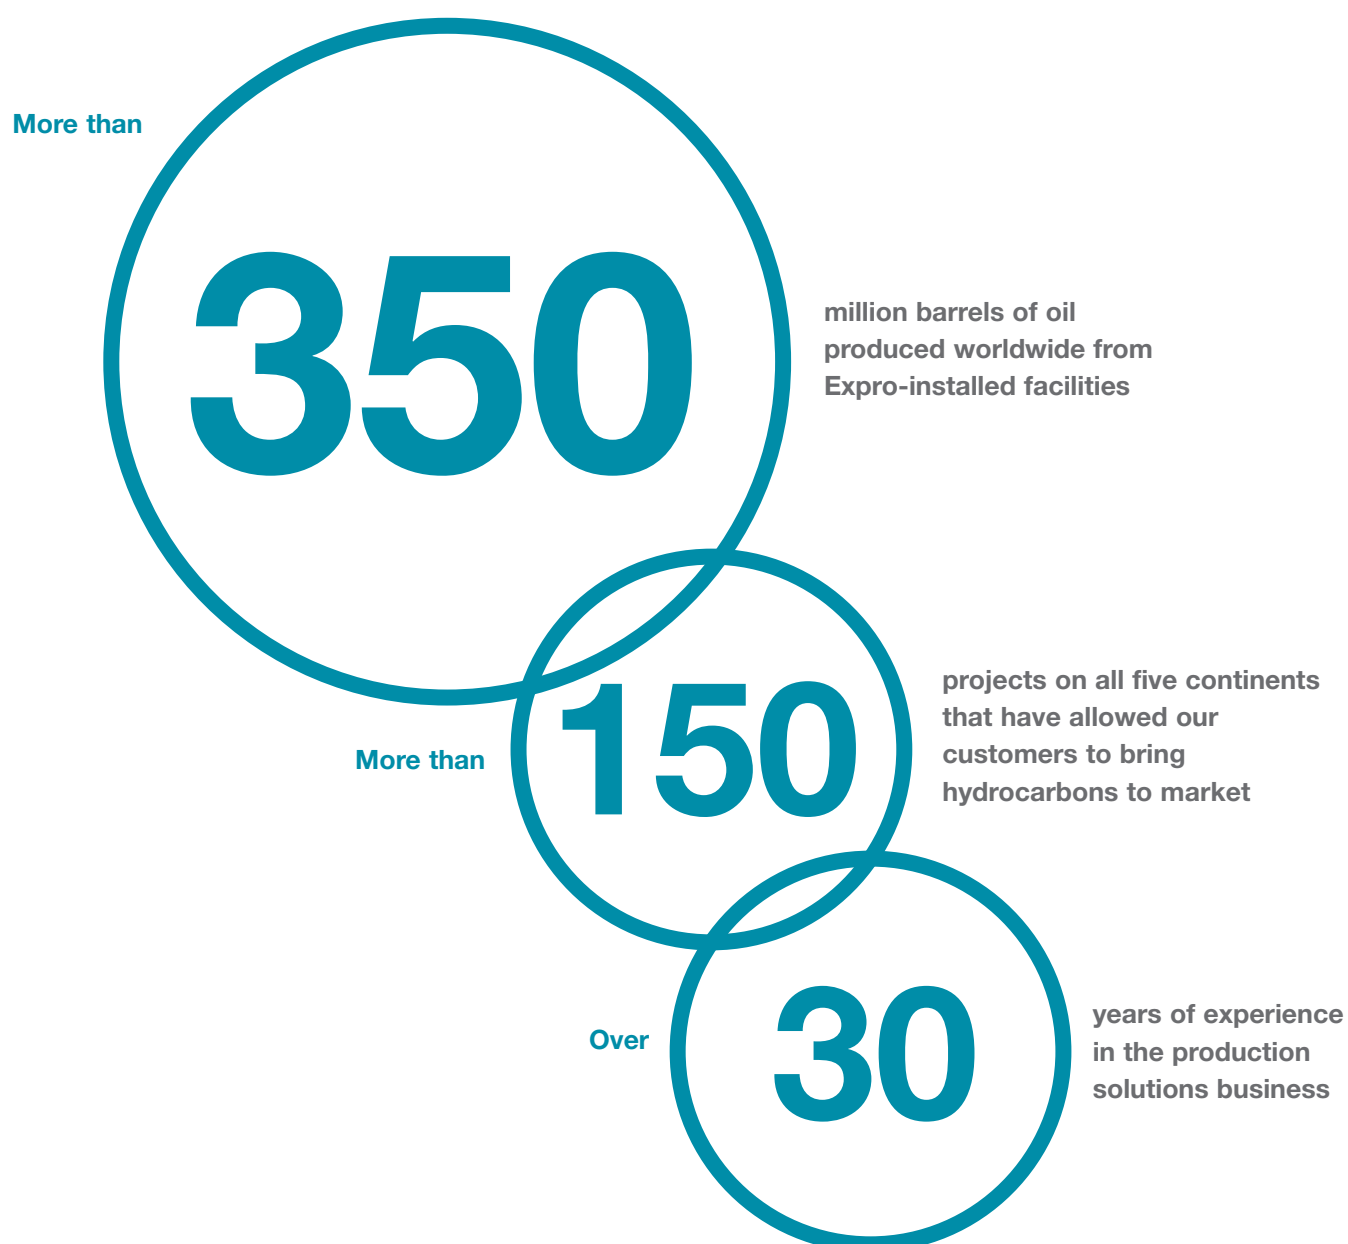 More than
350
million barrels of oil
produced worldwide from
Expro-installed facilities
More than
150
projects on all five continents
that have allowed our
customers to bring
hydrocarbons to market
Over
30
years of experience
in the production
solutions business